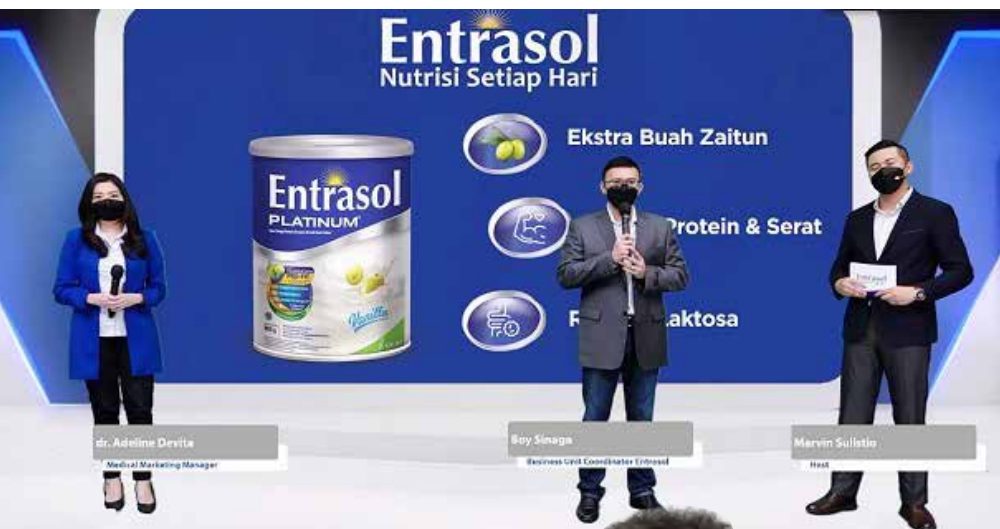 Entrasol
Nutrisi Setiap Hari
Ekstra Buah Zaitun
Entrasol
PLATINUM
Protein & Serat
Vanilla
Entrasol
R
aktosa
dr. Adeline Devita
Medical Marketing Manager
Boy Sinaga
Business Unit Coordinator Entrasol
Marvin Sulistio
Host